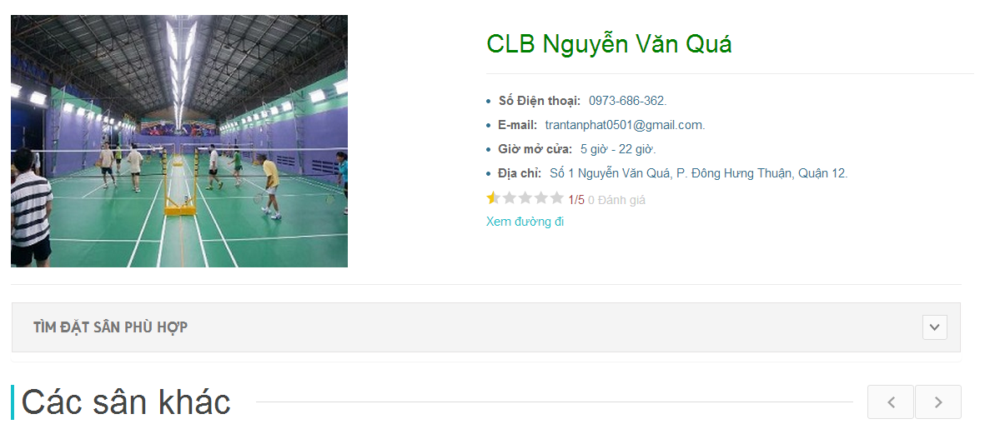 CLB Nguyễn Văn Quá
Số Điện thoại: 0973-686-362.
E-mail: trantanphat0501@gmail.com.
Giờ mở cửa: 5 giờ - 22 giờ.
Địa chỉ: Số 1 Nguyễn Văn Quá, P. Đông Hưng Thuận, Quận 12.
1/5 0 Đánh giá
Xem đường đi
TÌM ĐẶT SÂN PHÙ HỢP
Các sân khác